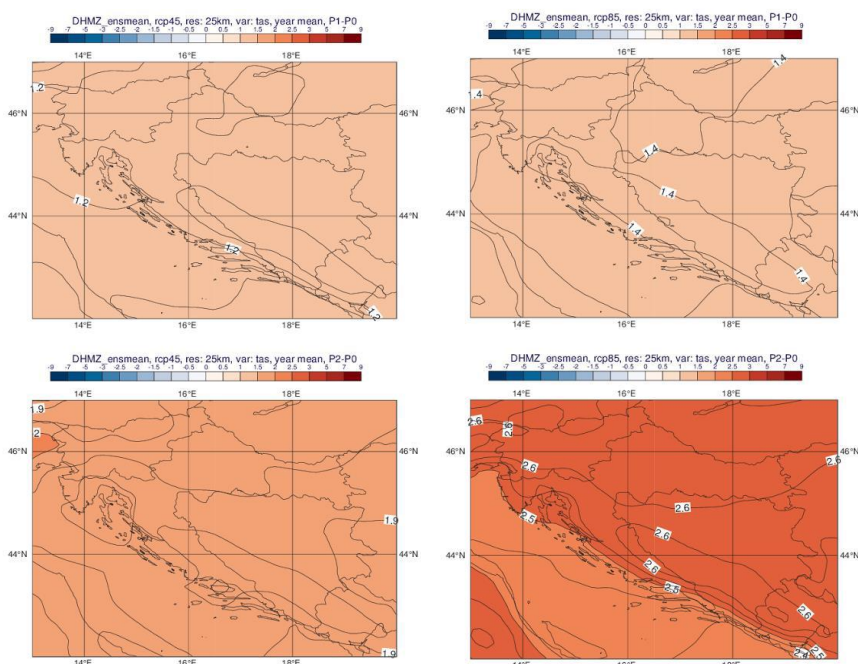 DHMZ_ensmean, rcp45, res: 25km, var: tas, year mean, P1-P0
-9 -7 -5 -3 -2.5 -2 -1.5 -1 -0.5 0 0.5 1 1.5 2 2.5 3 5 7 9
14°E 16°E 18°E
1.2
46°N 46°N
1.2
44°N 44°N
1.2
1.2
14°E 16°E 18°E
DHMZ_ensmean, rcp85, res: 25km, var: tas, year mean, P1-P0
-9 -7 -5 -3 -2.5 -2 -1.5 -1 -0.5 0 0.5 1 1.5 2 2.5 3 5 7 9
14°E 16°E 18°E
1.4
1.4
46°N 46°N
1.4
1.4
44°N 44°N
1.4
1.4
14°E 16°E 18°E
DHMZ_ensmean, rcp45, res: 25km, var: tas, year mean, P2-P0
-9 -7 -5 -3 -2.5 -2 -1.5 -1 -0.5 0 0.5 1 1.5 2 2.5 3 5 7 9
14°E 16°E 18°E
1.9
2
46°N 46°N
1.9
44°N 44°N
1.9
DHMZ_ensmean, rcp85, res: 25km, var: tas, year mean, P2-P0
-9 -7 -5 -3 -2.5 -2 -1.5 -1 -0.5 0 0.5 1 1.5 2 2.5 3 5 7 9
14°E 16°E 18°E
2.6 2.6 2.6
46°N 46°N
2.6 2.6
2.6
2.5
2.6
44°N 44°N
2.6
2.5
2.5
2.4